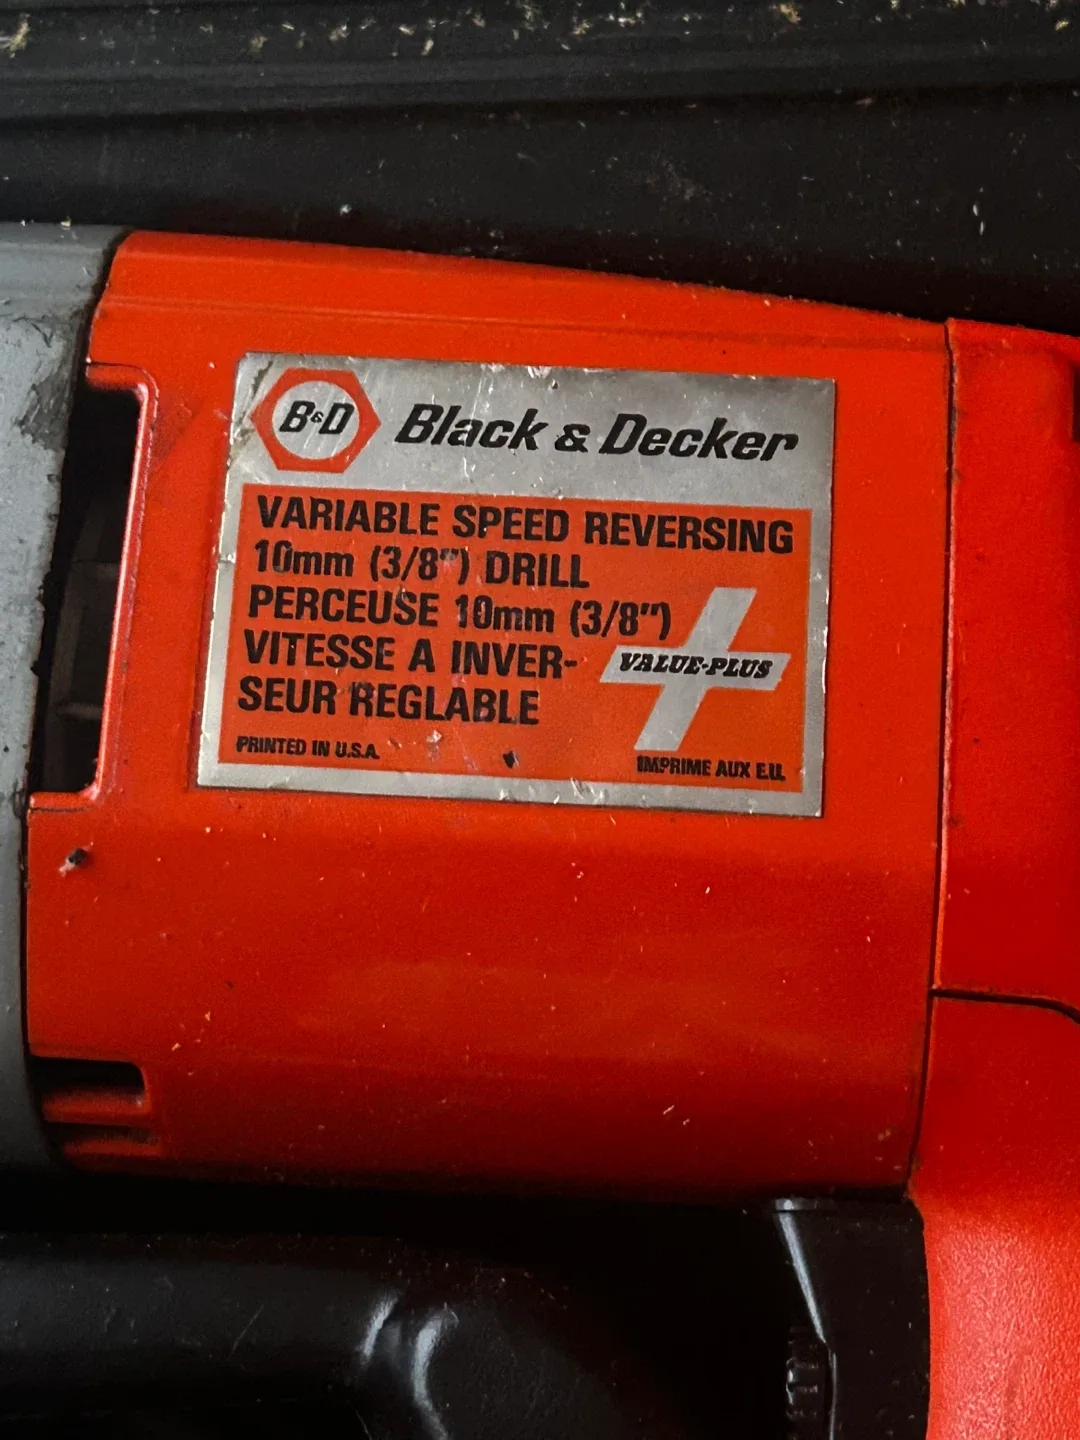 B&D Black & Decker
VARIABLE SPEED REVERSING
10mm (3/8") DRILL
PERCEUSE 10mm (3/8")
VITESSE A INVER-
SEUR REGLABLE
VALUE-PLUS
PRINTED IN U.S.A.
IMPRIME AUX E.U.